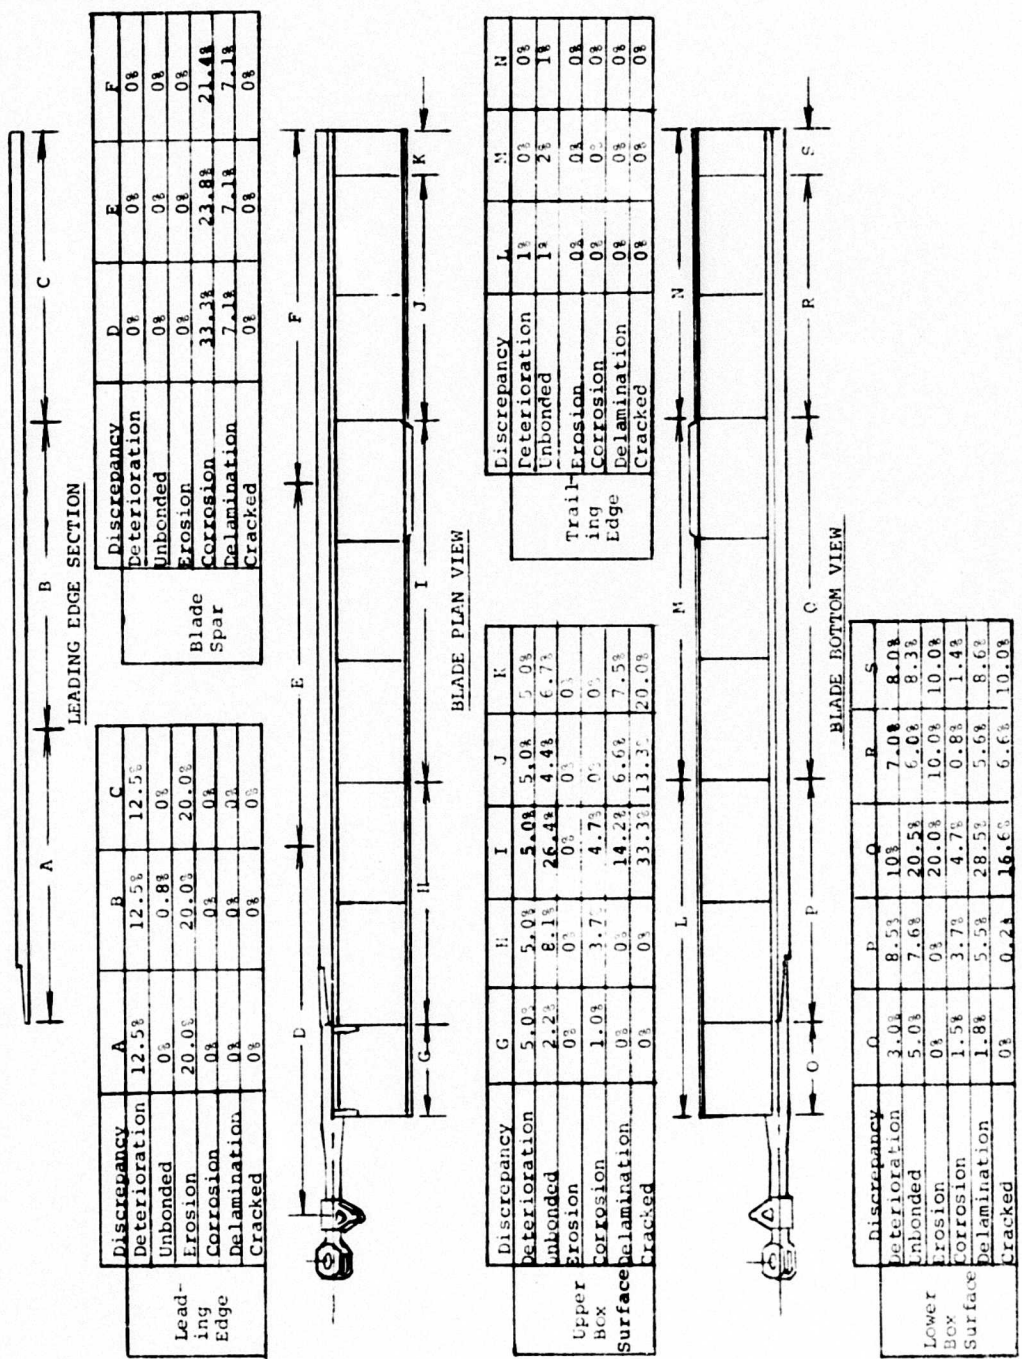 A B C
LEADING EDGE SECTION
Lead-
ing
Edge
Discrepancy A B C
Deterioration 12.5% 12.5% 12.5%
Unbonded 0% 0.8% 0%
Erosion 20.0% 20.0% 20.0%
Corrosion 0% 0% 0%
Delamination 0% 0% 0%
Cracked 0% 0% 0%
Blade
Spar
Discrepancy D E F
Deterioration 0% 0% 0%
Unbonded 0% 0% 0%
Erosion 0% 0% 0%
Corrosion 33.3% 23.8% 21.4%
Delamination 7.1% 7.1% 7.1%
Cracked 0% 0% 0%
D E F
G H I J K
BLADE PLAN VIEW
Upper
Box
Surface
Discrepancy G H I J K
Deterioration 5.0% 5.0% 5.0% 5.0% 5.0%
Unbonded 2.2% 8.1% 26.4% 4.4% 6.7%
Erosion 0% 0% 0% 0% 0%
Corrosion 1.0% 3.7% 4.7% 0% 0%
Delamination 0% 0% 14.2% 6.6% 7.5%
Cracked 0% 0% 33.3% 13.3% 20.0%
Trail-
ing
Edge
Discrepancy L M N
Deterioration 1% 0% 0%
Unbonded 1% 2% 1%
Erosion 0% 0% 0%
Corrosion 0% 0% 0%
Delamination 0% 0% 0%
Cracked 0% 0% 0%
L M N
O P Q R S
BLADE BOTTOM VIEW
Lower
Box
Surface
Discrepancy O P Q R S
Deterioration 3.0% 8.5% 10% 7.0% 8.0%
Unbonded 5.0% 7.6% 20.5% 6.0% 8.3%
Erosion 0% 0% 20.0% 10.0% 10.0%
Corrosion 1.5% 3.7% 4.7% 0.8% 1.4%
Delamination 1.8% 5.5% 28.5% 5.6% 8.6%
Cracked 0% 0.2% 16.6% 6.6% 10.0%